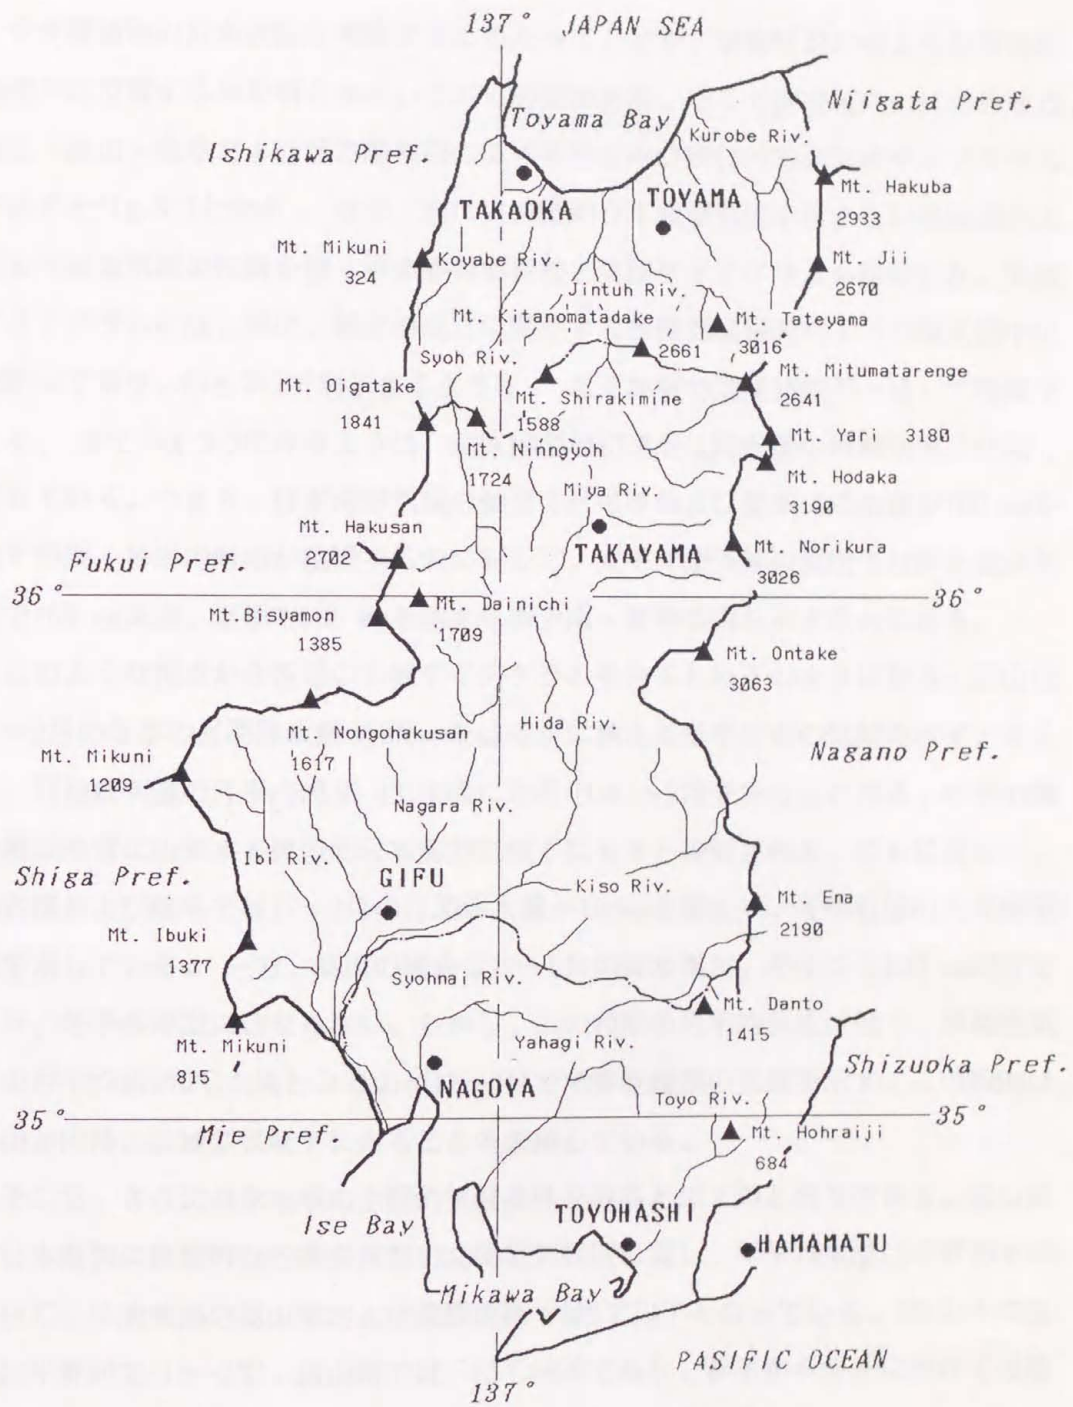 137° JAPAN SEA
Niigata Pref.
Toyama Bay
Kurobe Riv.
Ishikawa Pref.
Mt. Hakuba
2933
TAKAOKA
TOYAMA
Mt. Mikuni
324
Koyabe Riv.
Mt. Jii
2670
Jintuh Riv.
Mt. Kitanomatadake
2661
Mt. Tateyama
3016
Syoh Riv.
Mt. Oigatake
1841
Mt. Shirakimine
1588
Mt. Mitumatarenge
2641
Mt. Ninngyoh
1724
Mt. Yari 3180
Mt. Hodaka
3190
Miya Riv.
Mt. Hakusan
2702
TAKAYAMA
Mt. Norikura
3026
Fukui Pref.
36°
36°
Mt. Dainichi
1709
Mt.Bisyamon
1385
Mt. Ontake
3063
Hida Riv.
Mt. Nohgohakusan
1617
Mt. Mikuni
1209
Nagano Pref.
Nagara Riv.
Ibi Riv.
Shiga Pref.
GIFU
Kiso Riv.
Mt. Ena
2190
Mt. Ibuki
1377
Syohnai Riv.
Mt. Danto
1415
Mt. Mikuni
815
Yahagi Riv.
Shizuoka Pref.
NAGOYA
Toyo Riv.
35°
35°
Mie Pref.
Mt. Hohraiji
684
Ise Bay
TOYOHASHI
HAMAMATU
Mikawa Bay
PASIFIC OCEAN
137°